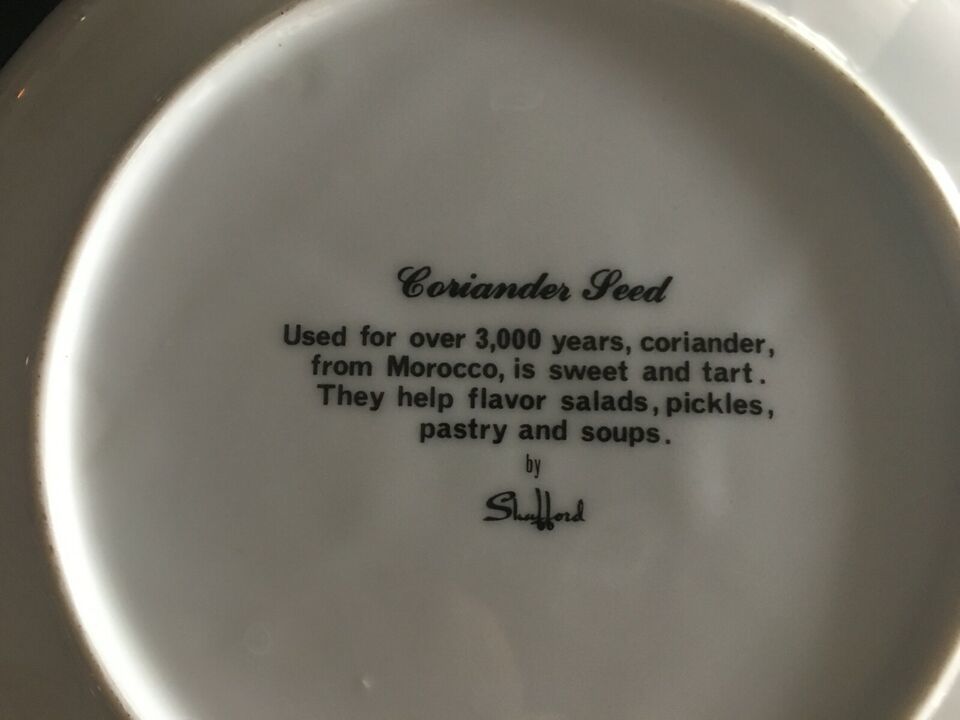 Coriander Seed
Used for over 3,000 years, coriander,
from Morocco, is sweet and tart.
They help flavor salads, pickles,
pastry and soups.
by
Shafford